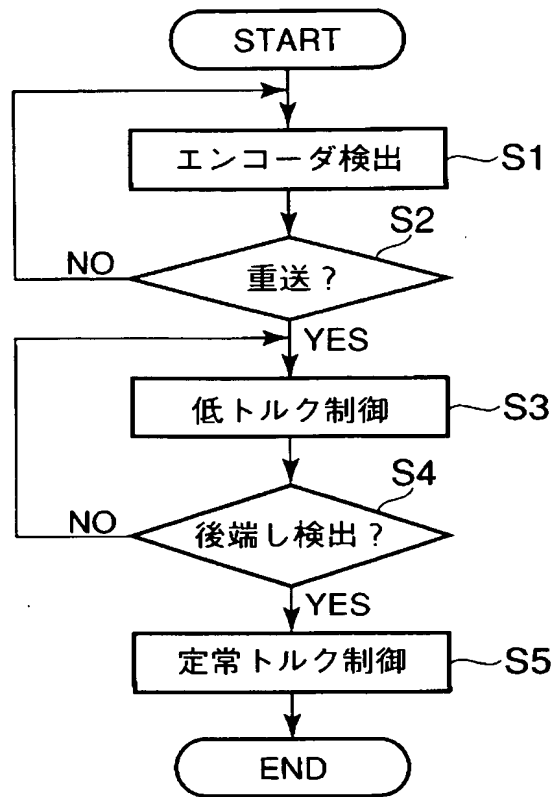 START
エンコーダ検出
S1
S2
重送？
NO
YES
低トルク制御
S3
S4
後端し検出？
NO
YES
定常トルク制御
S5
END